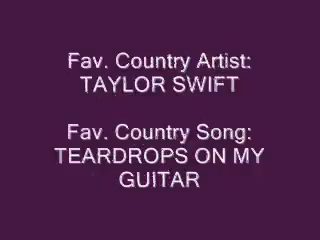 Fav. Country Artist:
TAYLOR SWIFT
Fav. Country Song:
TEARDROPS ON MY
GUITAR